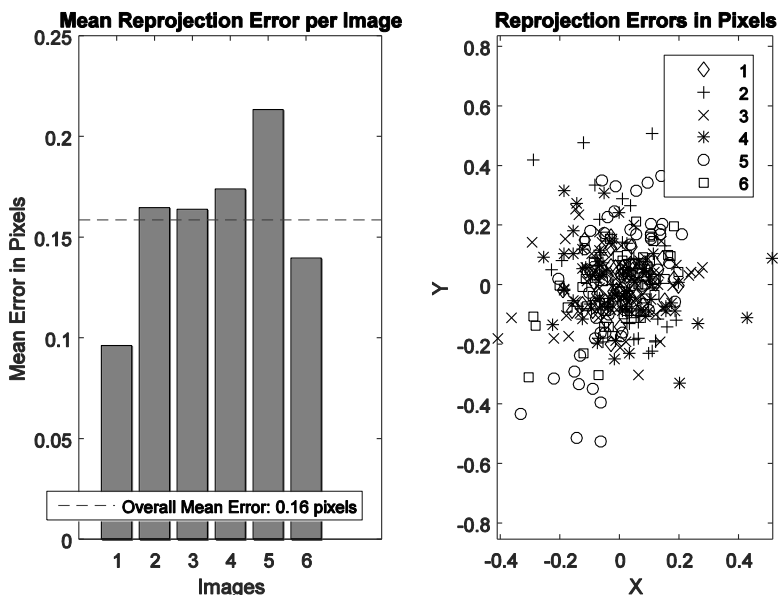 Mean Reprojection Error per Image
0.25
0.2
0.15
0.1
0.05
0
Mean Error in Pixels
Overall Mean Error: 0.16 pixels
1 2 3 4 5 6
Images
Reprojection Errors in Pixels
0.8
0.6
0.4
0.2
0
-0.2
-0.4
-0.6
-0.8
Y
1
2
3
4
5
6
-0.4 -0.2 0 0.2 0.4
X